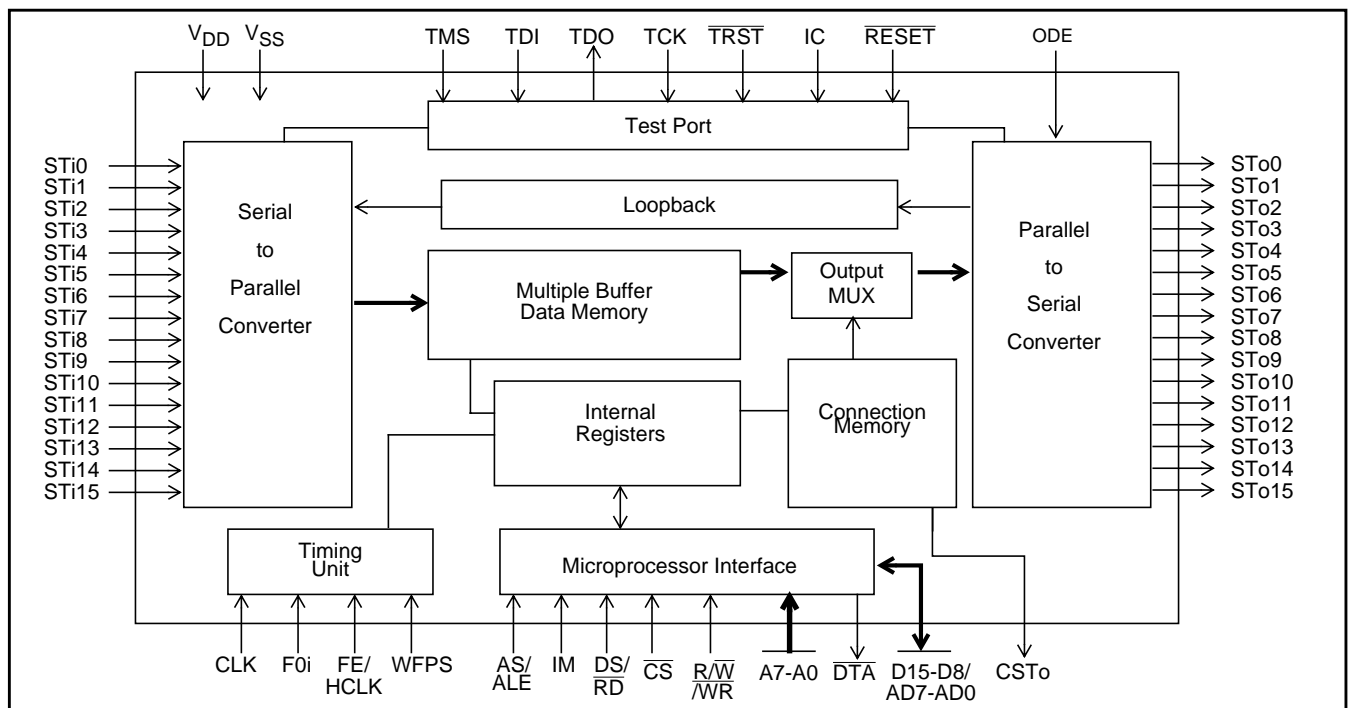 VDD VSS TMS TDI TDO TCK TRST IC RESET ODE
Test Port
STi0
STi1
STi2
STi3
STi4
STi5
STi6
STi7
STi8
STi9
STi10
STi11
STi12
STi13
STi14
STi15
Serial
to
Parallel
Converter
Loopback
Multiple Buffer
Data Memory
Output
MUX
Internal
Registers
Connection
Memory
Parallel
to
Serial
Converter
STo0
STo1
STo2
STo3
STo4
STo5
STo6
STo7
STo8
STo9
STo10
STo11
STo12
STo13
STo14
STo15
Timing
Unit
Microprocessor Interface
CLK
F0i
FE/
HCLK
WFPS
AS/
ALE
IM
DS/
RD
CS
R/W
/WR
A7-A0
DTA
D15-D8/
AD7-AD0
CSTo